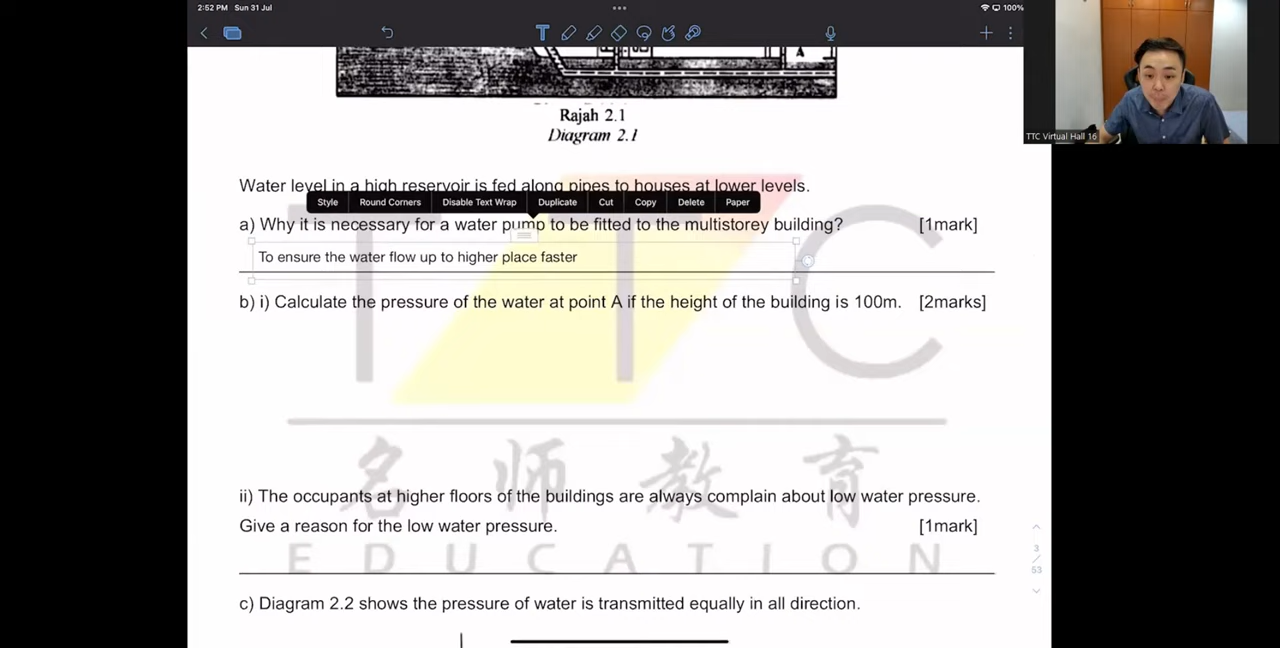 2:52 PM Sun 31 Jul
100%
A
Rajah 2.1
Diagram 2.1
TTC Virtual Hall 16
Water level in a high reservoir is fed along pipes to houses at lower levels.
Style Round Corners Disable Text Wrap Duplicate Cut Copy Delete Paper
a) Why it is necessary for a water pump to be fitted to the multistorey building? [1mark]
To ensure the water flow up to higher place faster
b) i) Calculate the pressure of the water at point A if the height of the building is 100m. [2marks]
TTC
名师教育
ii) The occupants at higher floors of the buildings are always complain about low water pressure.
Give a reason for the low water pressure. [1mark]
EDUCATION
3
/
53
c) Diagram 2.2 shows the pressure of water is transmitted equally in all direction.